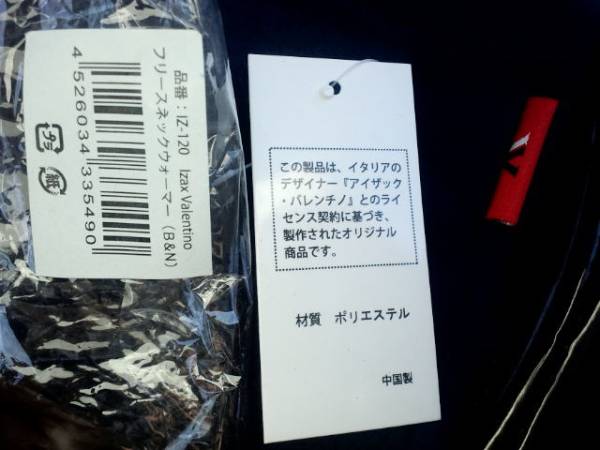 品番：IZ-120　Izax Valentino
フリースネックウォーマー（B&N）
4 526034 335490
プラ
紙
この製品は、イタリアの
デザイナー『アイザック
・バレンチノ』とのライ
センス契約に基づき、
製作されたオリジナル
商品です。
材質　ポリエステル
中国製